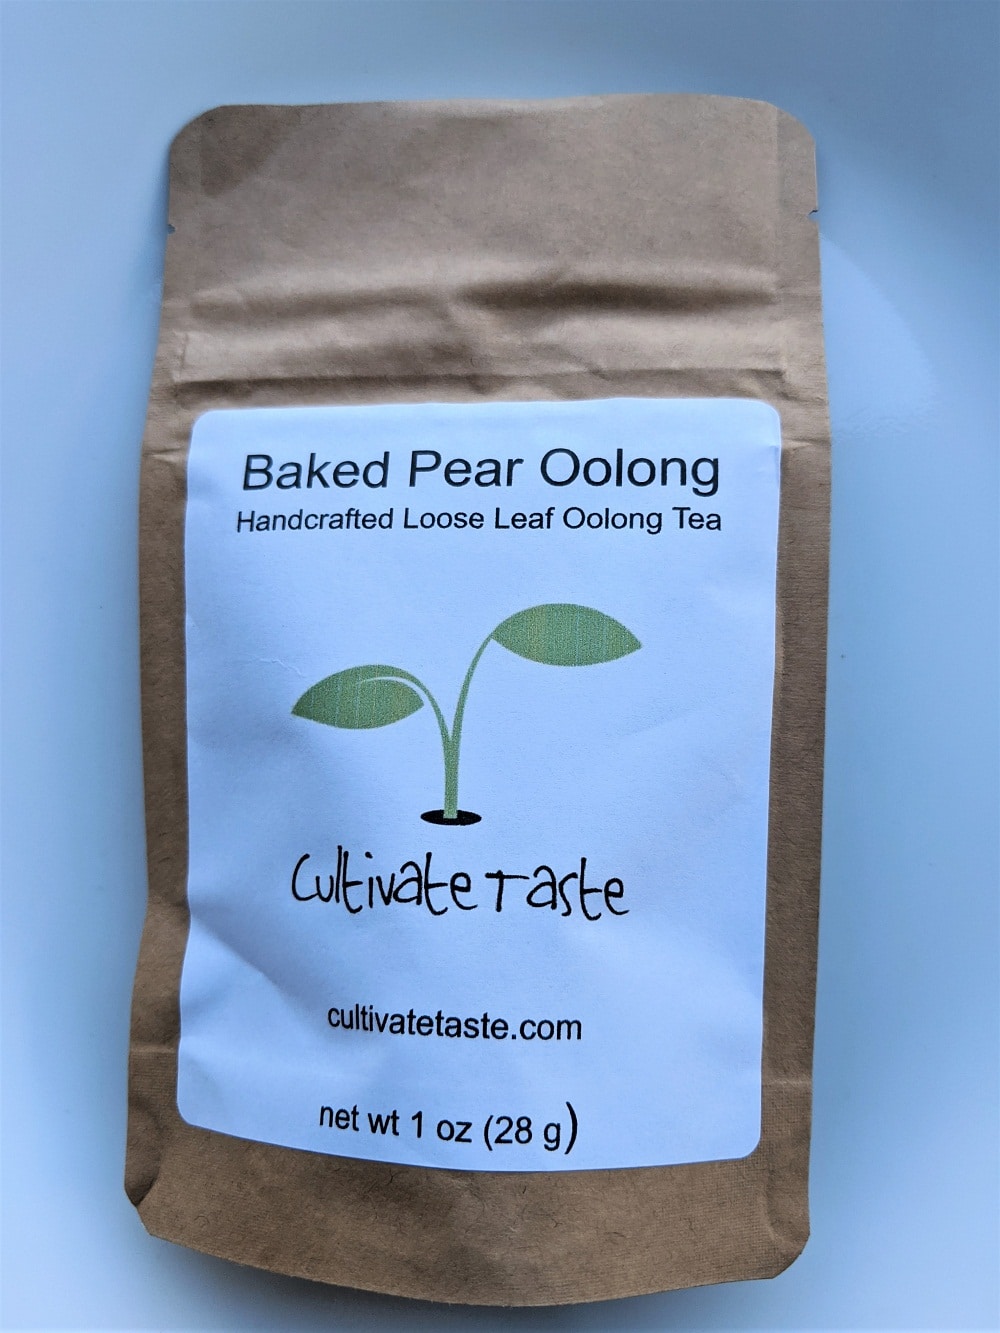 Baked Pear Oolong
Handcrafted Loose Leaf Oolong Tea
Cultivate Taste
cultivatetaste.com
net wt 1 oz (28 g)